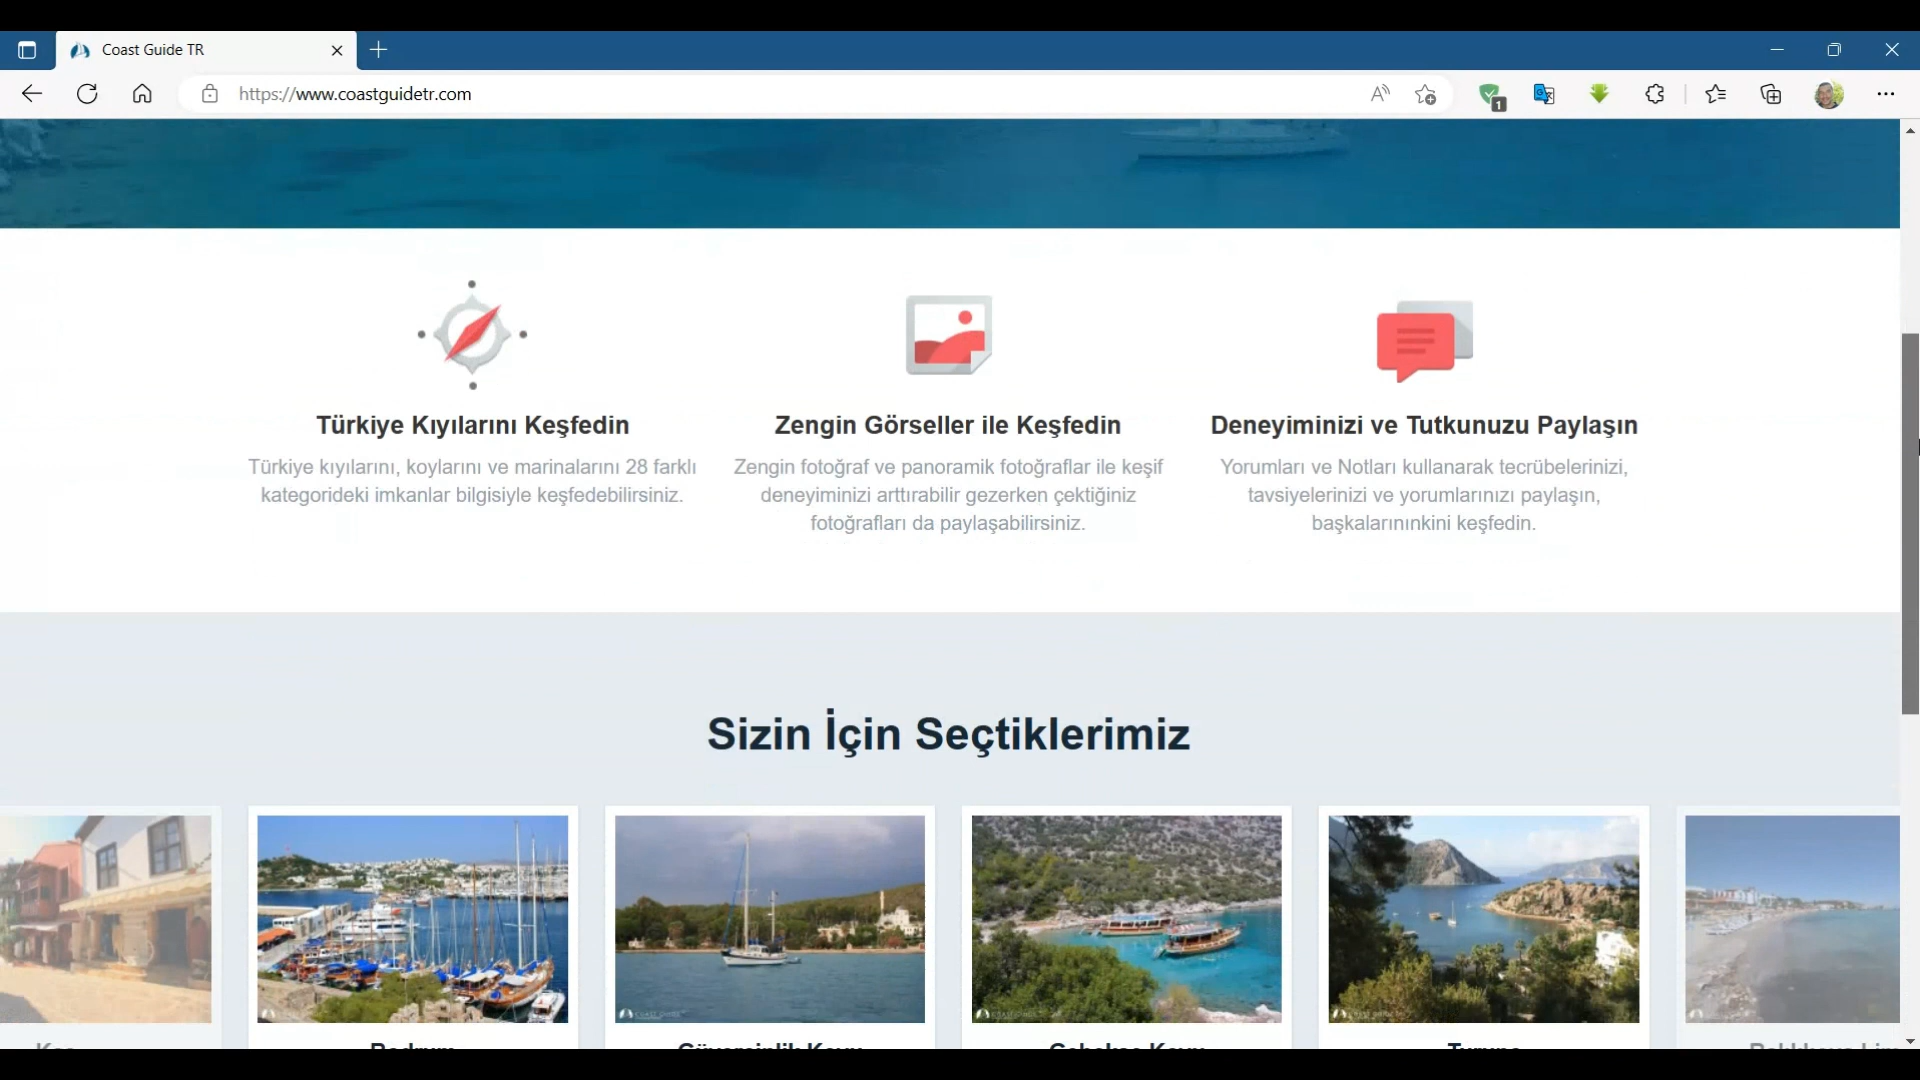 Coast Guide TR
https://www.coastguidetr.com
1
Türkiye Kıyılarını Keşfedin
Zengin Görseller ile Keşfedin
Deneyiminizi ve Tutkunuzu Paylaşın
Türkiye kıyılarını, koylarını ve marinalarını 28 farklı
kategorideki imkanlar bilgisiyle keşfedebilirsiniz.
Zengin fotoğraf ve panoramik fotoğraflar ile keşif
deneyiminizi arttırabilir gezerken çektiğiniz
fotoğrafları da paylaşabilirsiniz.
Yorumları ve Notları kullanarak tecrübelerinizi,
tavsiyelerinizi ve yorumlarınızı paylaşın,
başkalarınınkini keşfedin.
Sizin İçin Seçtiklerimiz